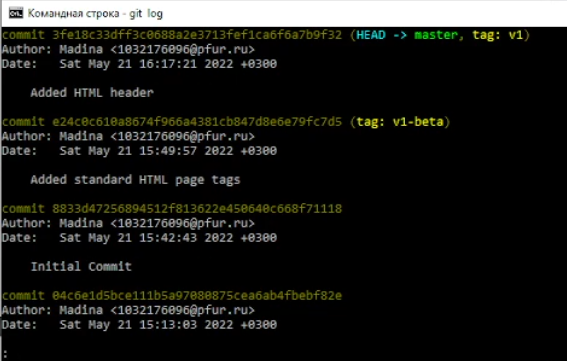 Командная строка - git log
commit 3fe18c33dff3c0688a2e3713fef1ca6f6a7b9f32 (HEAD -> master, tag: v1)
Author: Madina <1032176096@pfur.ru>
Date:   Sat May 21 16:17:21 2022 +0300
    Added HTML header
commit e24c0c610a8674f966a4381cb847d8e6e79fc7d5 (tag: v1-beta)
Author: Madina <1032176096@pfur.ru>
Date:   Sat May 21 15:49:57 2022 +0300
    Added standard HTML page tags
commit 8833d47256894512f813622e450640c668f71118
Author: Madina <1032176096@pfur.ru>
Date:   Sat May 21 15:42:43 2022 +0300
    Initial Commit
commit 04c6e1d5bce111b5a97080875cea6ab4fbebf82e
Author: Madina <1032176096@pfur.ru>
Date:   Sat May 21 15:13:03 2022 +0300
: